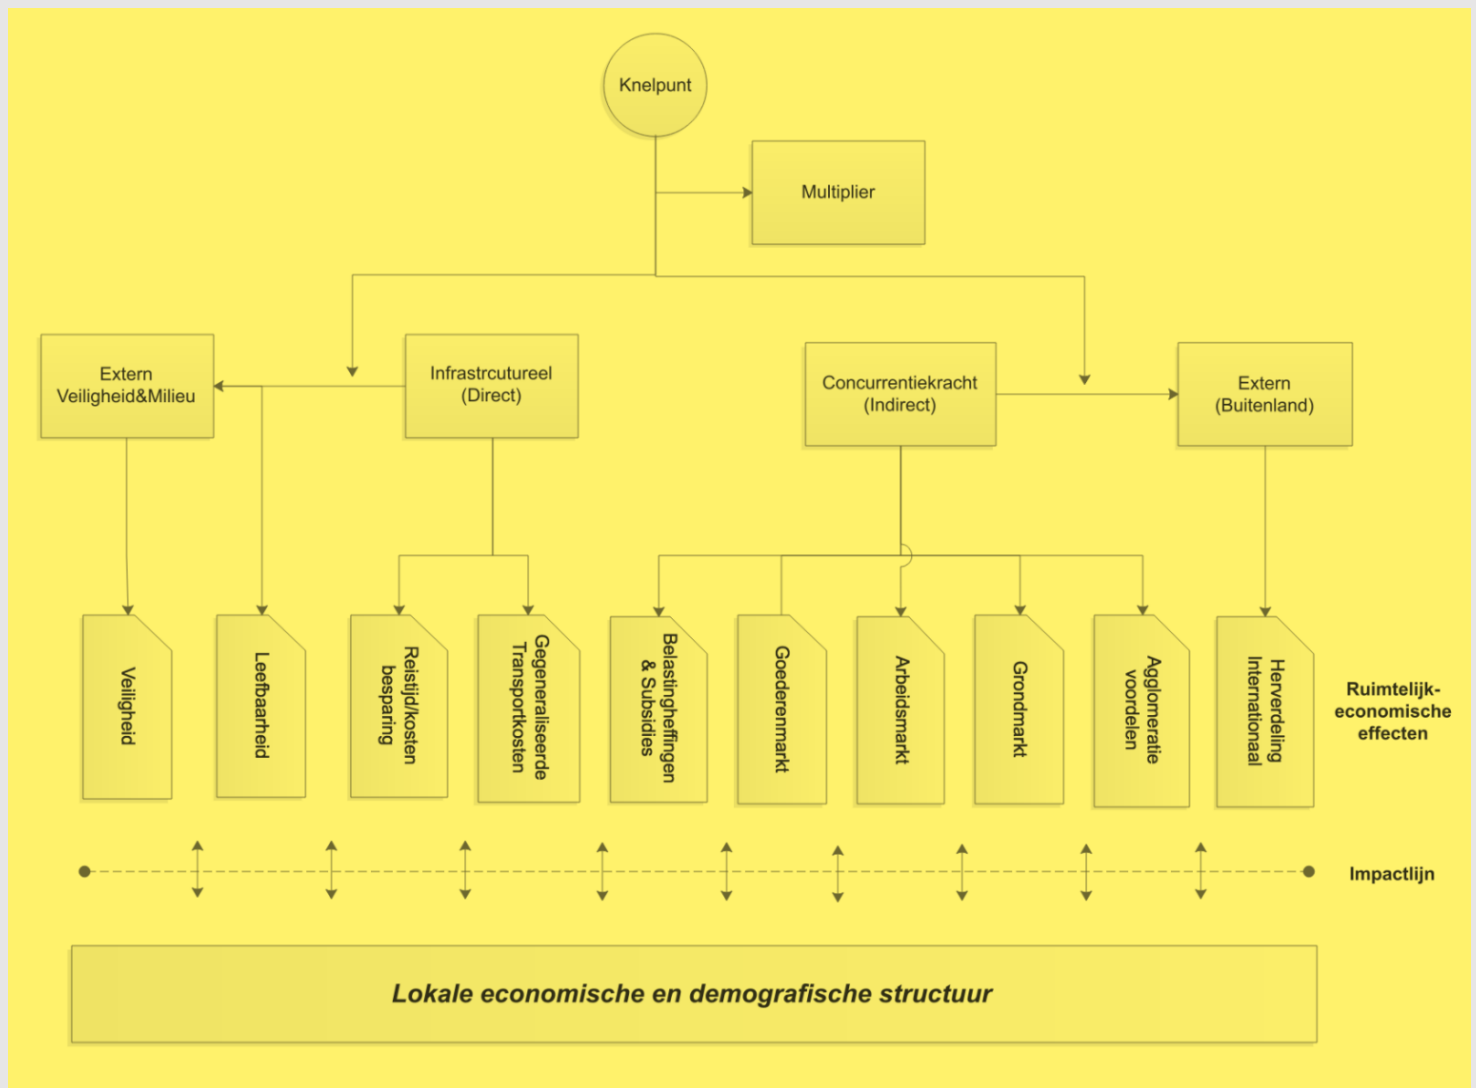 Knelpunt
Multiplier
Extern
Veiligheid&Milieu
Infrastrcutureel
(Direct)
Concurrentiekracht
(Indirect)
Extern
(Buitenland)
Veiligheid
Leefbaarheid
Reistijd/kosten
besparing
Gegeneraliseerde
Transportkosten
Belastingheffingen
& Subsidies
Goederenmarkt
Arbeidsmarkt
Grondmarkt
Agglomeratie
voordelen
Herverdeling
Internationaal
Ruimtelijk-
economische
effecten
Impactlijn
Lokale economische en demografische structuur